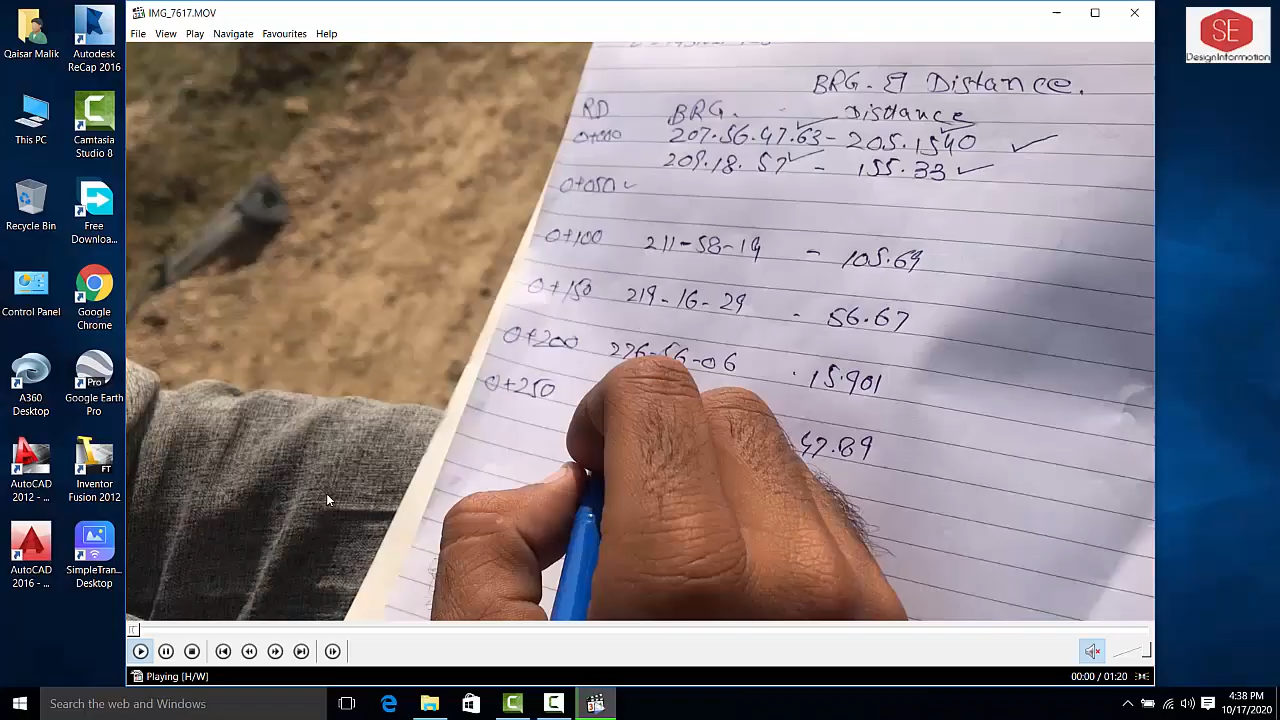 IMG_7617.MOV
File View Play Navigate Favourites Help
Qaisar Malik
Autodesk ReCap 2016
This PC
Camtasia Studio 8
Recycle Bin
Free Downloa...
Control Panel
Google Chrome
A360 Desktop
Google Earth Pro
AutoCAD 2012 - ...
Inventor Fusion 2012
AutoCAD 2016 - ...
SimpleTran... Desktop
SE
DesignInformation
BRG. & Distance.
RD BRG. - Distance
0+000 207.56.47.63 - 205.1540
209.18.57 - 155.33
0+050
0+100 211-58-19 - 105.69
0+150 219-16-29 - 56.67
0+200 276-56-06 . 15.901
0+250
47.89
Playing [H/W]
00:00 / 01:20
Search the web and Windows
4:38 PM
10/17/2020